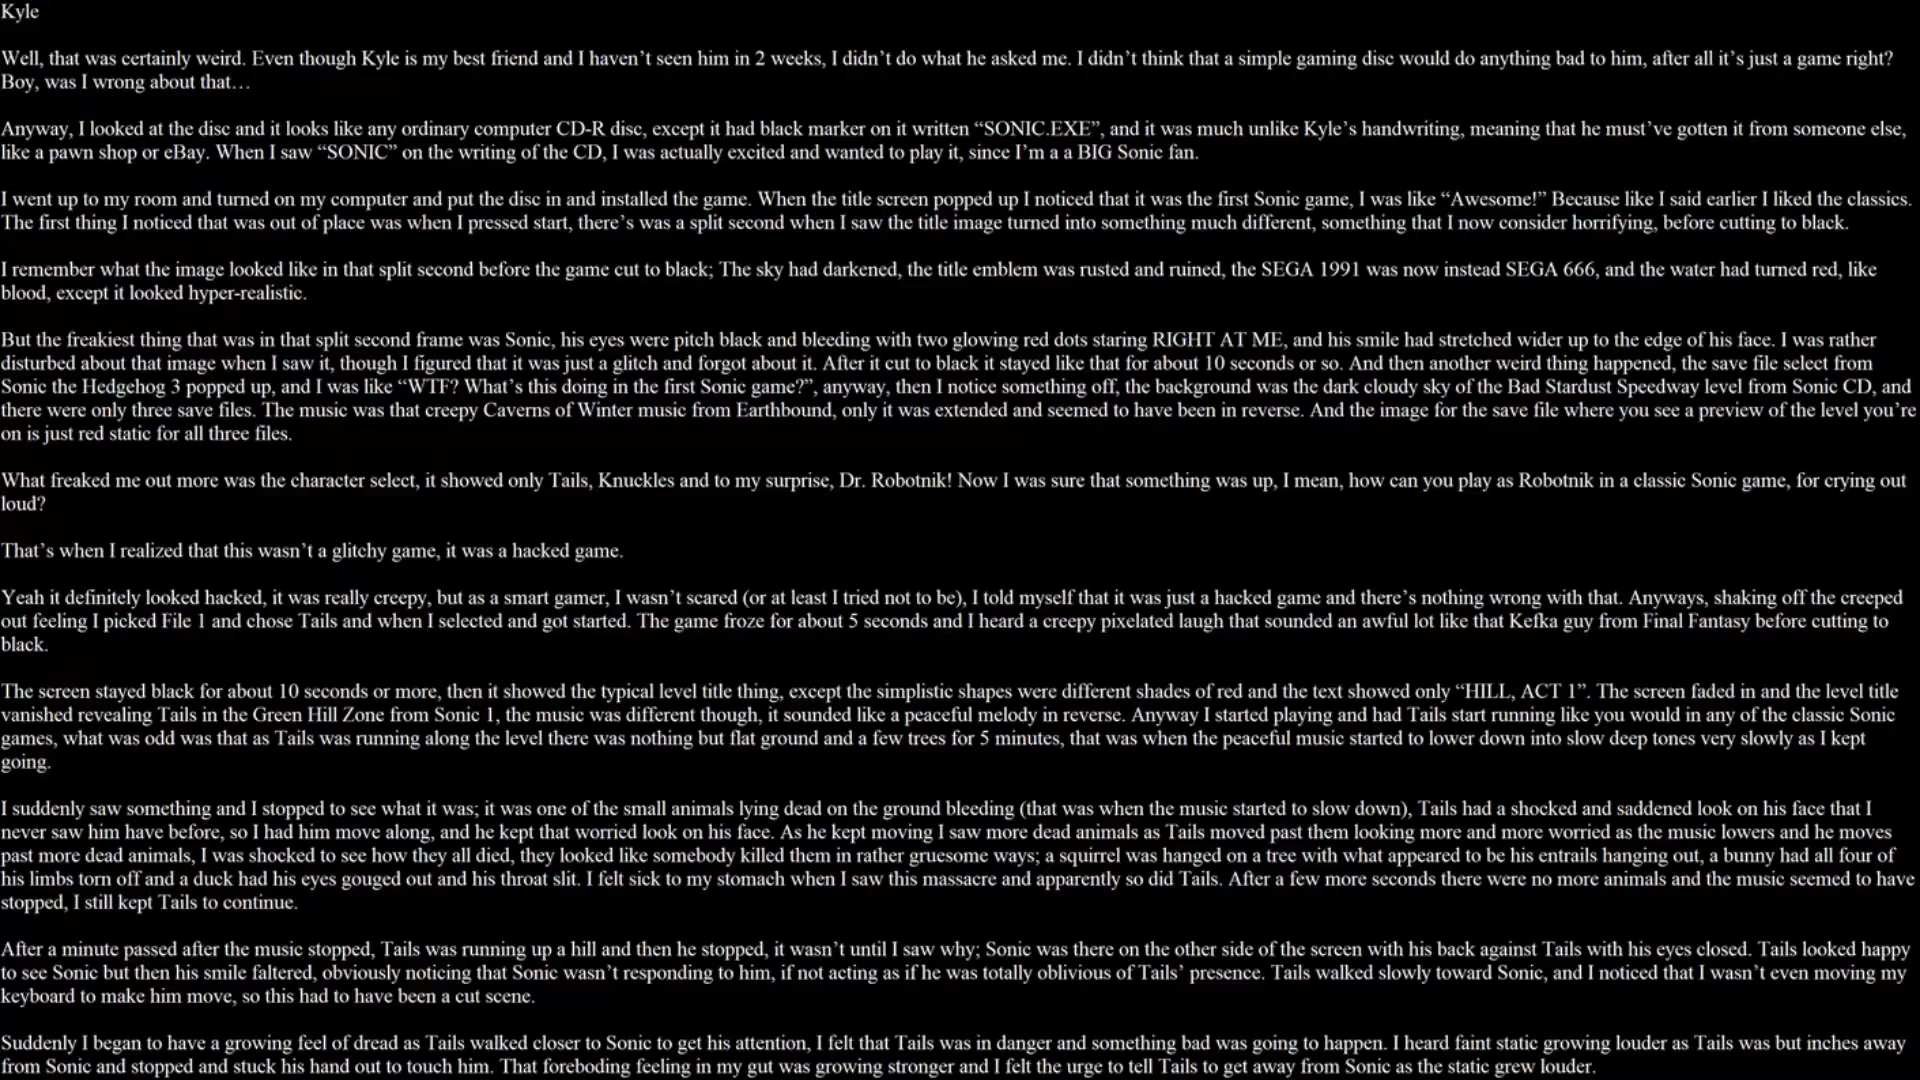 Kyle
Well, that was certainly weird. Even though Kyle is my best friend and I haven’t seen him in 2 weeks, I didn’t do what he asked me. I didn’t think that a simple gaming disc would do anything bad to him, after all it’s just a game right?
Boy, was I wrong about that…
Anyway, I looked at the disc and it looks like any ordinary computer CD-R disc, except it had black marker on it written “SONIC.EXE”, and it was much unlike Kyle’s handwriting, meaning that he must’ve gotten it from someone else,
like a pawn shop or eBay. When I saw “SONIC” on the writing of the CD, I was actually excited and wanted to play it, since I’m a a BIG Sonic fan.
I went up to my room and turned on my computer and put the disc in and installed the game. When the title screen popped up I noticed that it was the first Sonic game, I was like “Awesome!” Because like I said earlier I liked the classics.
The first thing I noticed that was out of place was when I pressed start, there’s was a split second when I saw the title image turned into something much different, something that I now consider horrifying, before cutting to black.
I remember what the image looked like in that split second before the game cut to black; The sky had darkened, the title emblem was rusted and ruined, the SEGA 1991 was now instead SEGA 666, and the water had turned red, like
blood, except it looked hyper-realistic.
But the freakiest thing that was in that split second frame was Sonic, his eyes were pitch black and bleeding with two glowing red dots staring RIGHT AT ME, and his smile had stretched wider up to the edge of his face. I was rather
disturbed about that image when I saw it, though I figured that it was just a glitch and forgot about it. After it cut to black it stayed like that for about 10 seconds or so. And then another weird thing happened, the save file select from
Sonic the Hedgehog 3 popped up, and I was like “WTF? What’s this doing in the first Sonic game?”, anyway, then I notice something off, the background was the dark cloudy sky of the Bad Stardust Speedway level from Sonic CD, and
there were only three save files. The music was that creepy Caverns of Winter music from Earthbound, only it was extended and seemed to have been in reverse. And the image for the save file where you see a preview of the level you’re
on is just red static for all three files.
What freaked me out more was the character select, it showed only Tails, Knuckles and to my surprise, Dr. Robotnik! Now I was sure that something was up, I mean, how can you play as Robotnik in a classic Sonic game, for crying out
loud?
That’s when I realized that this wasn’t a glitchy game, it was a hacked game.
Yeah it definitely looked hacked, it was really creepy, but as a smart gamer, I wasn’t scared (or at least I tried not to be), I told myself that it was just a hacked game and there’s nothing wrong with that. Anyways, shaking off the creeped
out feeling I picked File 1 and chose Tails and when I selected and got started. The game froze for about 5 seconds and I heard a creepy pixelated laugh that sounded an awful lot like that Kefka guy from Final Fantasy before cutting to
black.
The screen stayed black for about 10 seconds or more, then it showed the typical level title thing, except the simplistic shapes were different shades of red and the text showed only “HILL, ACT 1”. The screen faded in and the level title
vanished revealing Tails in the Green Hill Zone from Sonic 1, the music was different though, it sounded like a peaceful melody in reverse. Anyway I started playing and had Tails start running like you would in any of the classic Sonic
games, what was odd was that as Tails was running along the level there was nothing but flat ground and a few trees for 5 minutes, that was when the peaceful music started to lower down into slow deep tones very slowly as I kept
going.
I suddenly saw something and I stopped to see what it was; it was one of the small animals lying dead on the ground bleeding (that was when the music started to slow down), Tails had a shocked and saddened look on his face that I
never saw him have before, so I had him move along, and he kept that worried look on his face. As he kept moving I saw more dead animals as Tails moved past them looking more and more worried as the music lowers and he moves
past more dead animals, I was shocked to see how they all died, they looked like somebody killed them in rather gruesome ways; a squirrel was hanged on a tree with what appeared to be his entrails hanging out, a bunny had all four of
his limbs torn off and a duck had his eyes gouged out and his throat slit. I felt sick to my stomach when I saw this massacre and apparently so did Tails. After a few more seconds there were no more animals and the music seemed to have
stopped, I still kept Tails to continue.
After a minute passed after the music stopped, Tails was running up a hill and then he stopped, it wasn’t until I saw why; Sonic was there on the other side of the screen with his back against Tails with his eyes closed. Tails looked happy
to see Sonic but then his smile faltered, obviously noticing that Sonic wasn’t responding to him, if not acting as if he was totally oblivious of Tails’ presence. Tails walked slowly toward Sonic, and I noticed that I wasn’t even moving my
keyboard to make him move, so this had to have been a cut scene.
Suddenly I began to have a growing feel of dread as Tails walked closer to Sonic to get his attention, I felt that Tails was in danger and something bad was going to happen. I heard faint static growing louder as Tails was but inches away
from Sonic and stopped and stuck his hand out to touch him. That foreboding feeling in my gut was growing stronger and I felt the urge to tell Tails to get away from Sonic as the static grew louder.